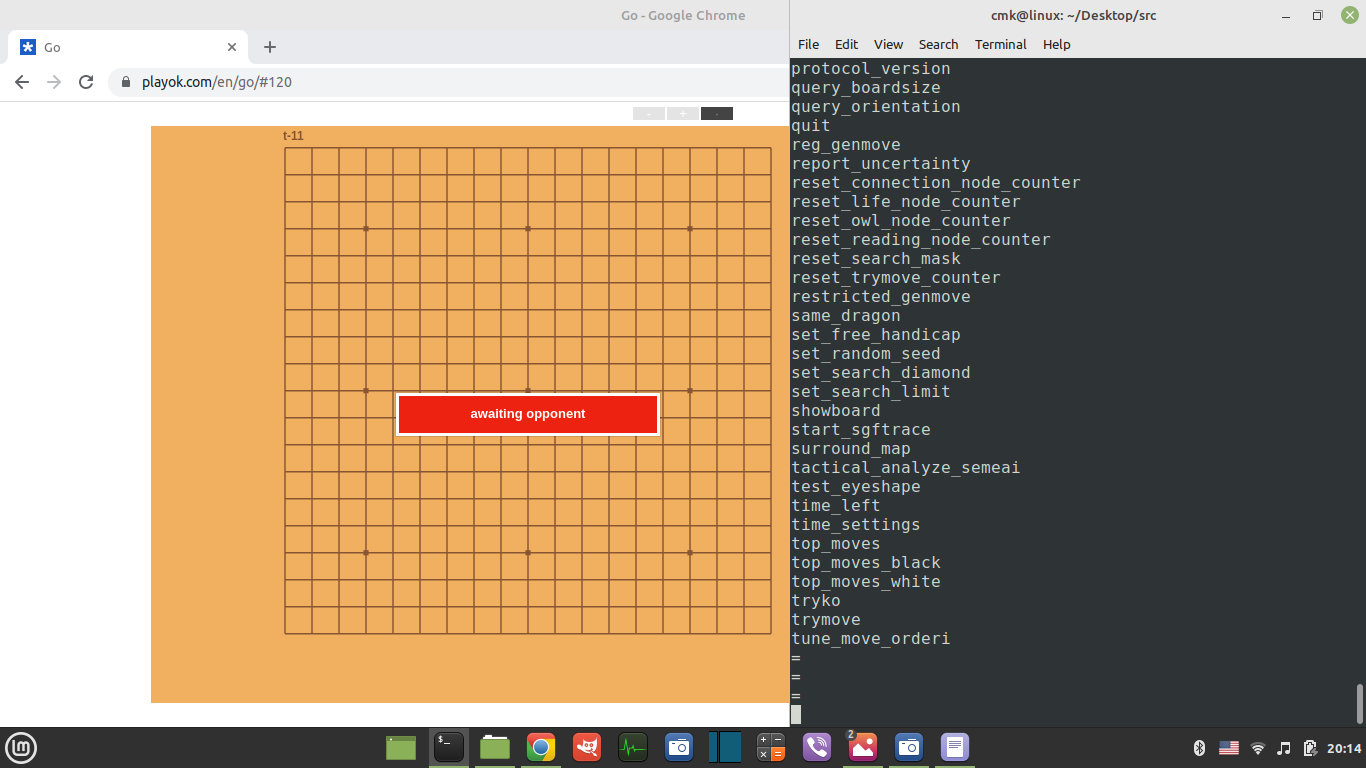 Go - Google Chrome
cmk@linux: ~/Desktop/src
Go
File Edit View Search Terminal Help
playok.com/en/go/#120
- + -
t-11
awaiting opponent
protocol_version
query_boardsize
query_orientation
quit
reg_genmove
report_uncertainty
reset_connection_node_counter
reset_life_node_counter
reset_owl_node_counter
reset_reading_node_counter
reset_search_mask
reset_trymove_counter
restricted_genmove
same_dragon
set_free_handicap
set_random_seed
set_search_diamond
set_search_limit
showboard
start_sgftrace
surround_map
tactical_analyze_semeai
test_eyeshape
time_left
time_settings
top_moves
top_moves_black
top_moves_white
tryko
trymove
tune_move_orderi
=
=
=
2
20:14